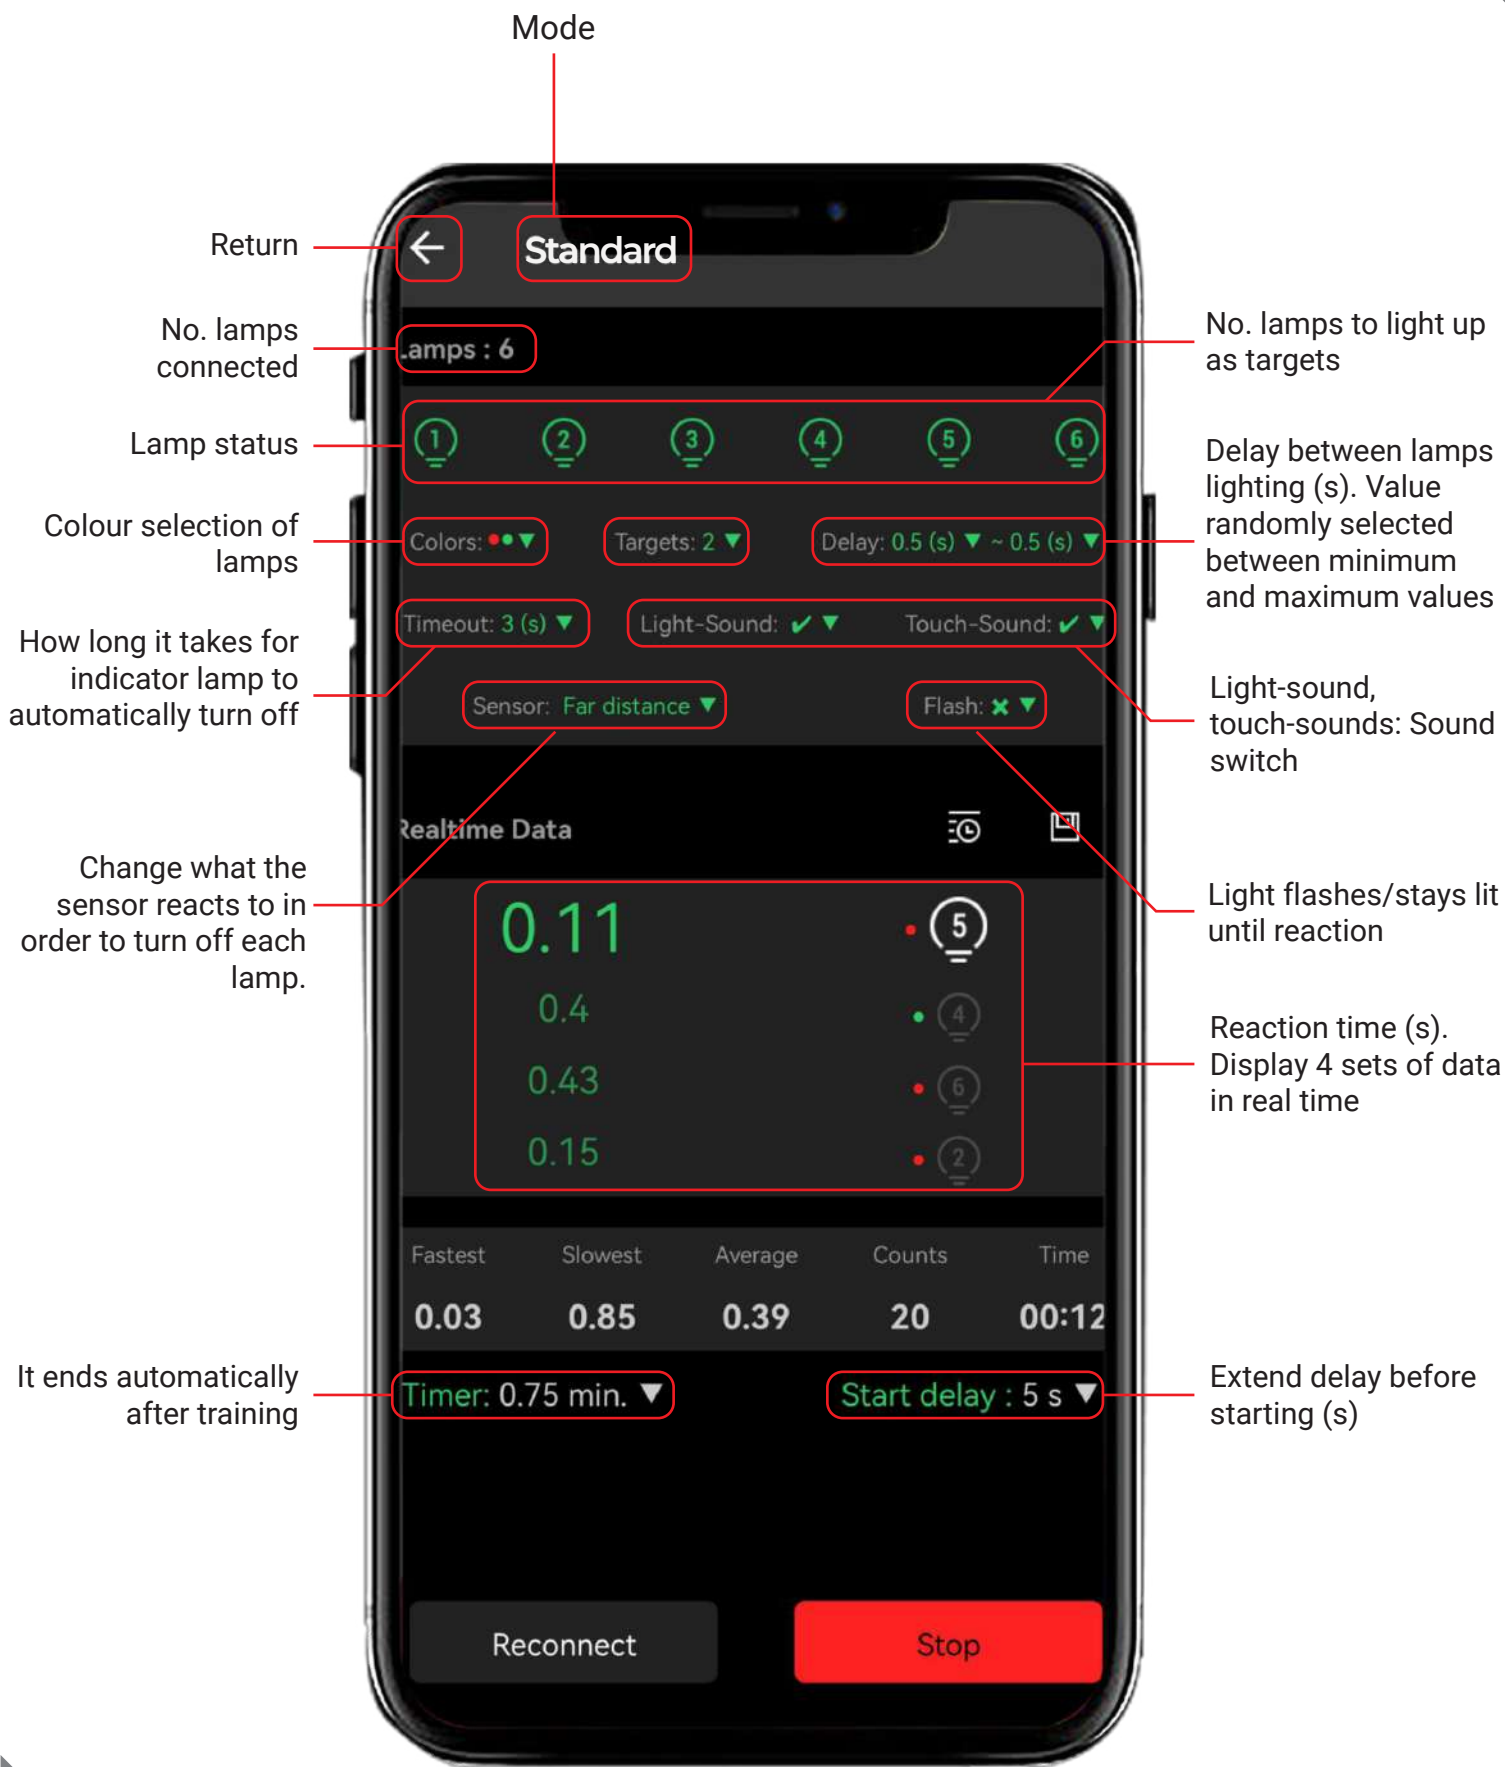 Mode
Return
Standard
No. lamps
connected
Lamps : 6
No. lamps to light up
as targets
Lamp status
1 2 3 4 5 6
Delay between lamps
lighting (s). Value
randomly selected
between minimum
and maximum values
Colour selection of
lamps
Colors: ▼ Targets: 2 ▼ Delay: 0.5 (s) ▼ ~ 0.5 (s) ▼
How long it takes for
indicator lamp to
automatically turn off
Timeout: 3 (s) ▼ Light-Sound: ✔ ▼ Touch-Sound: ✔ ▼
Light-sound,
touch-sounds: Sound
switch
Sensor: Far distance ▼ Flash: ✖ ▼
Realtime Data
Change what the
sensor reacts to in
order to turn off each
lamp.
Light flashes/stays lit
until reaction
0.11 5
0.4 4
0.43 6
0.15 2
Reaction time (s).
Display 4 sets of data
in real time
Fastest Slowest Average Counts Time
0.03 0.85 0.39 20 00:12
It ends automatically
after training
Timer: 0.75 min. ▼ Start delay : 5 s ▼
Extend delay before
starting (s)
Reconnect Stop